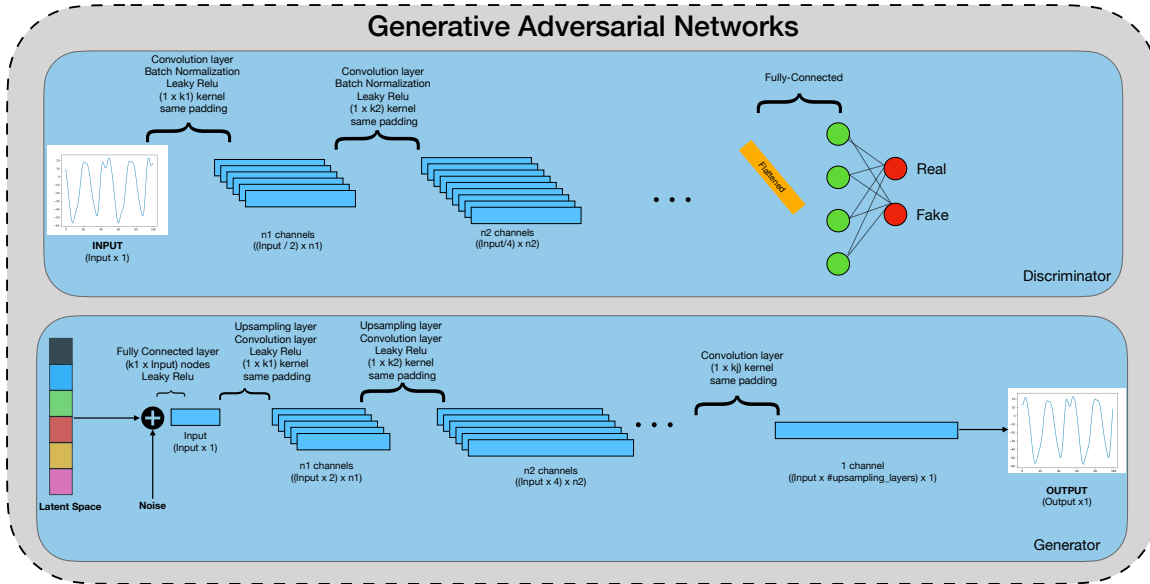 Generative Adversarial Networks
Convolution layer
Batch Normalization
Leaky Relu
(1 x k1) kernel
same padding
Convolution layer
Batch Normalization
Leaky Relu
(1 x k2) kernel
same padding
Fully-Connected
Flattened
Real
Fake
INPUT
(Input x 1)
n1 channels
((Input / 2) x n1)
n2 channels
((Input/4) x n2)
• • •
Discriminator
Fully Connected layer
(k1 x Input) nodes
Leaky Relu
Upsampling layer
Convolution layer
Leaky Relu
(1 x k1) kernel
same padding
Upsampling layer
Convolution layer
Leaky Relu
(1 x k2) kernel
same padding
Convolution layer
(1 x kj) kernel
same padding
Latent Space
Noise
Input
(Input x 1)
n1 channels
((Input x 2) x n1)
n2 channels
((Input x 4) x n2)
• • •
1 channel
((Input x #upsampling_layers) x 1)
OUTPUT
(Output x1)
Generator